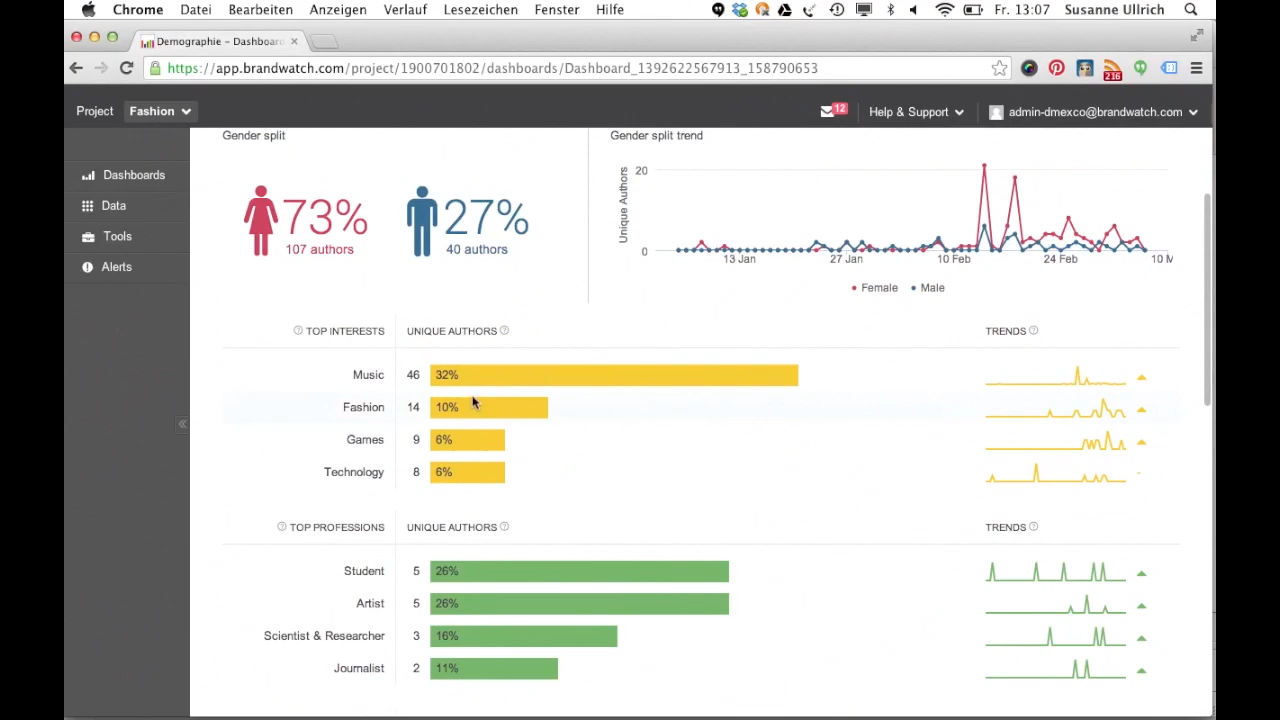 Chrome Datei Bearbeiten Anzeigen Verlauf Lesezeichen Fenster Hilfe Fr. 13:07 Susanne Ullrich
Demographie – Dashboard
https://app.brandwatch.com/project/1900701802/dashboards/Dashboard_1392622567913_158790653
216
Project Fashion 12 Help & Support admin-dmexco@brandwatch.com
Dashboards
Data
Tools
Alerts
Gender split
73%
107 authors
27%
40 authors
Gender split trend
Unique Authors
20
0
13 Jan 27 Jan 10 Feb 24 Feb 10 M
Female Male
TOP INTERESTS UNIQUE AUTHORS TRENDS
Music 46 32%
Fashion 14 10%
Games 9 6%
Technology 8 6%
TOP PROFESSIONS UNIQUE AUTHORS TRENDS
Student 5 26%
Artist 5 26%
Scientist & Researcher 3 16%
Journalist 2 11%